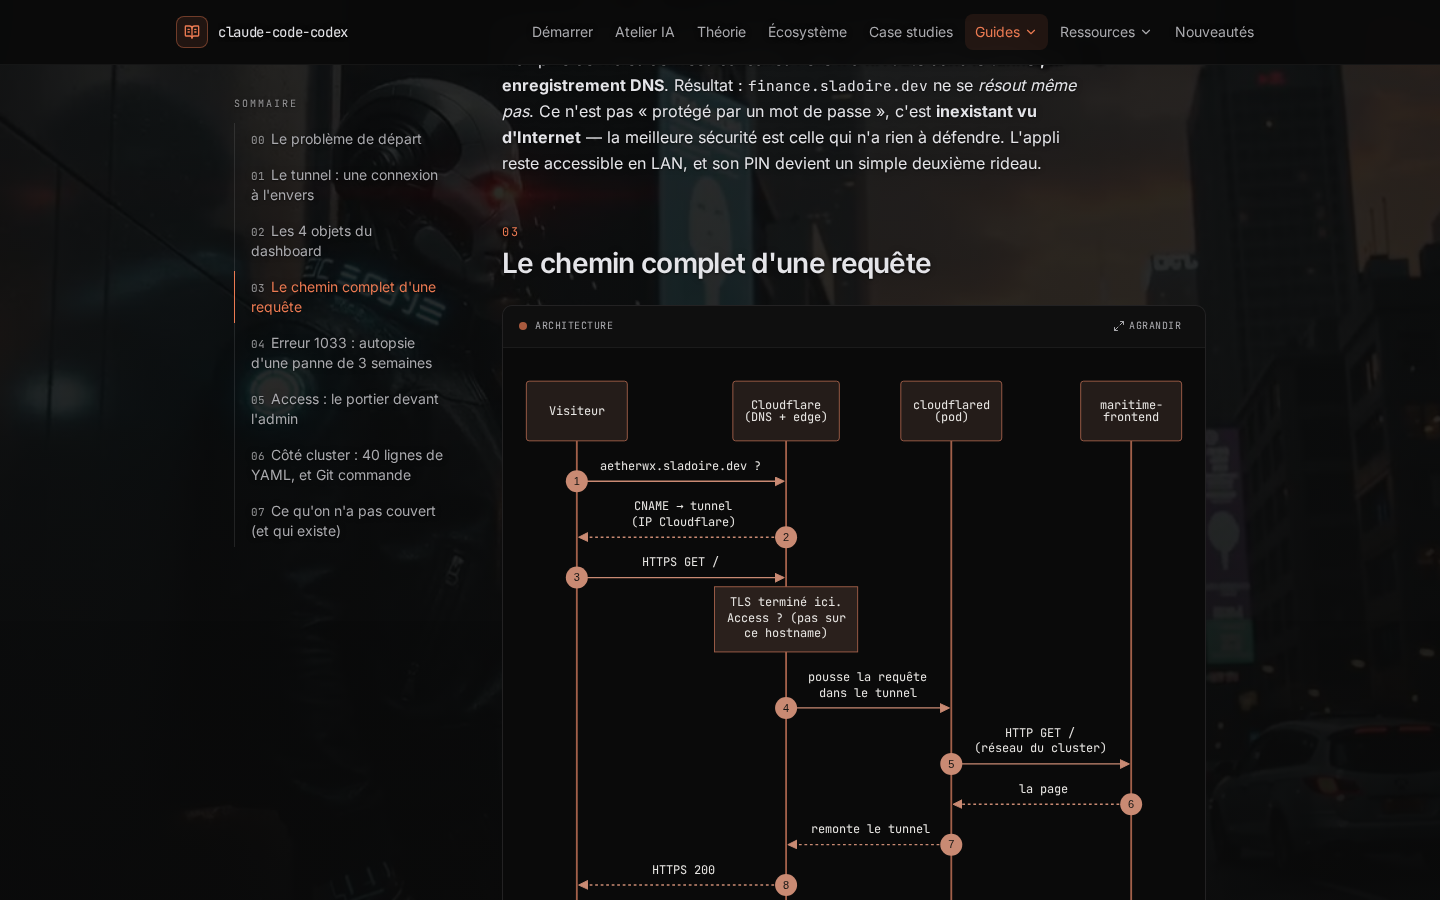 claude-code-codex
Démarrer
Atelier IA
Théorie
Écosystème
Case studies
Guides
Ressources
Nouveautés
SOMMAIRE
00 Le problème de départ
01 Le tunnel : une connexion
à l'envers
02 Les 4 objets du
dashboard
03 Le chemin complet d'une
requête
04 Erreur 1033 : autopsie
d'une panne de 3 semaines
05 Access : le portier devant
l'admin
06 Côté cluster : 40 lignes de
YAML, et Git commande
07 Ce qu'on n'a pas couvert
(et qui existe)
enregistrement DNS. Résultat : finance.sladoire.dev ne se résout même
pas. Ce n'est pas « protégé par un mot de passe », c'est inexistant vu
d'Internet — la meilleure sécurité est celle qui n'a rien à défendre. L'appli
reste accessible en LAN, et son PIN devient un simple deuxième rideau.
03
Le chemin complet d'une requête
ARCHITECTURE
AGRANDIR
Visiteur
Cloudflare
(DNS + edge)
cloudflared
(pod)
maritime-
frontend
aetherwx.sladoire.dev ?
1
CNAME → tunnel
(IP Cloudflare)
2
HTTPS GET /
3
TLS terminé ici.
Access ? (pas sur
ce hostname)
pousse la requête
dans le tunnel
4
HTTP GET /
(réseau du cluster)
5
la page
6
remonte le tunnel
7
HTTPS 200
8